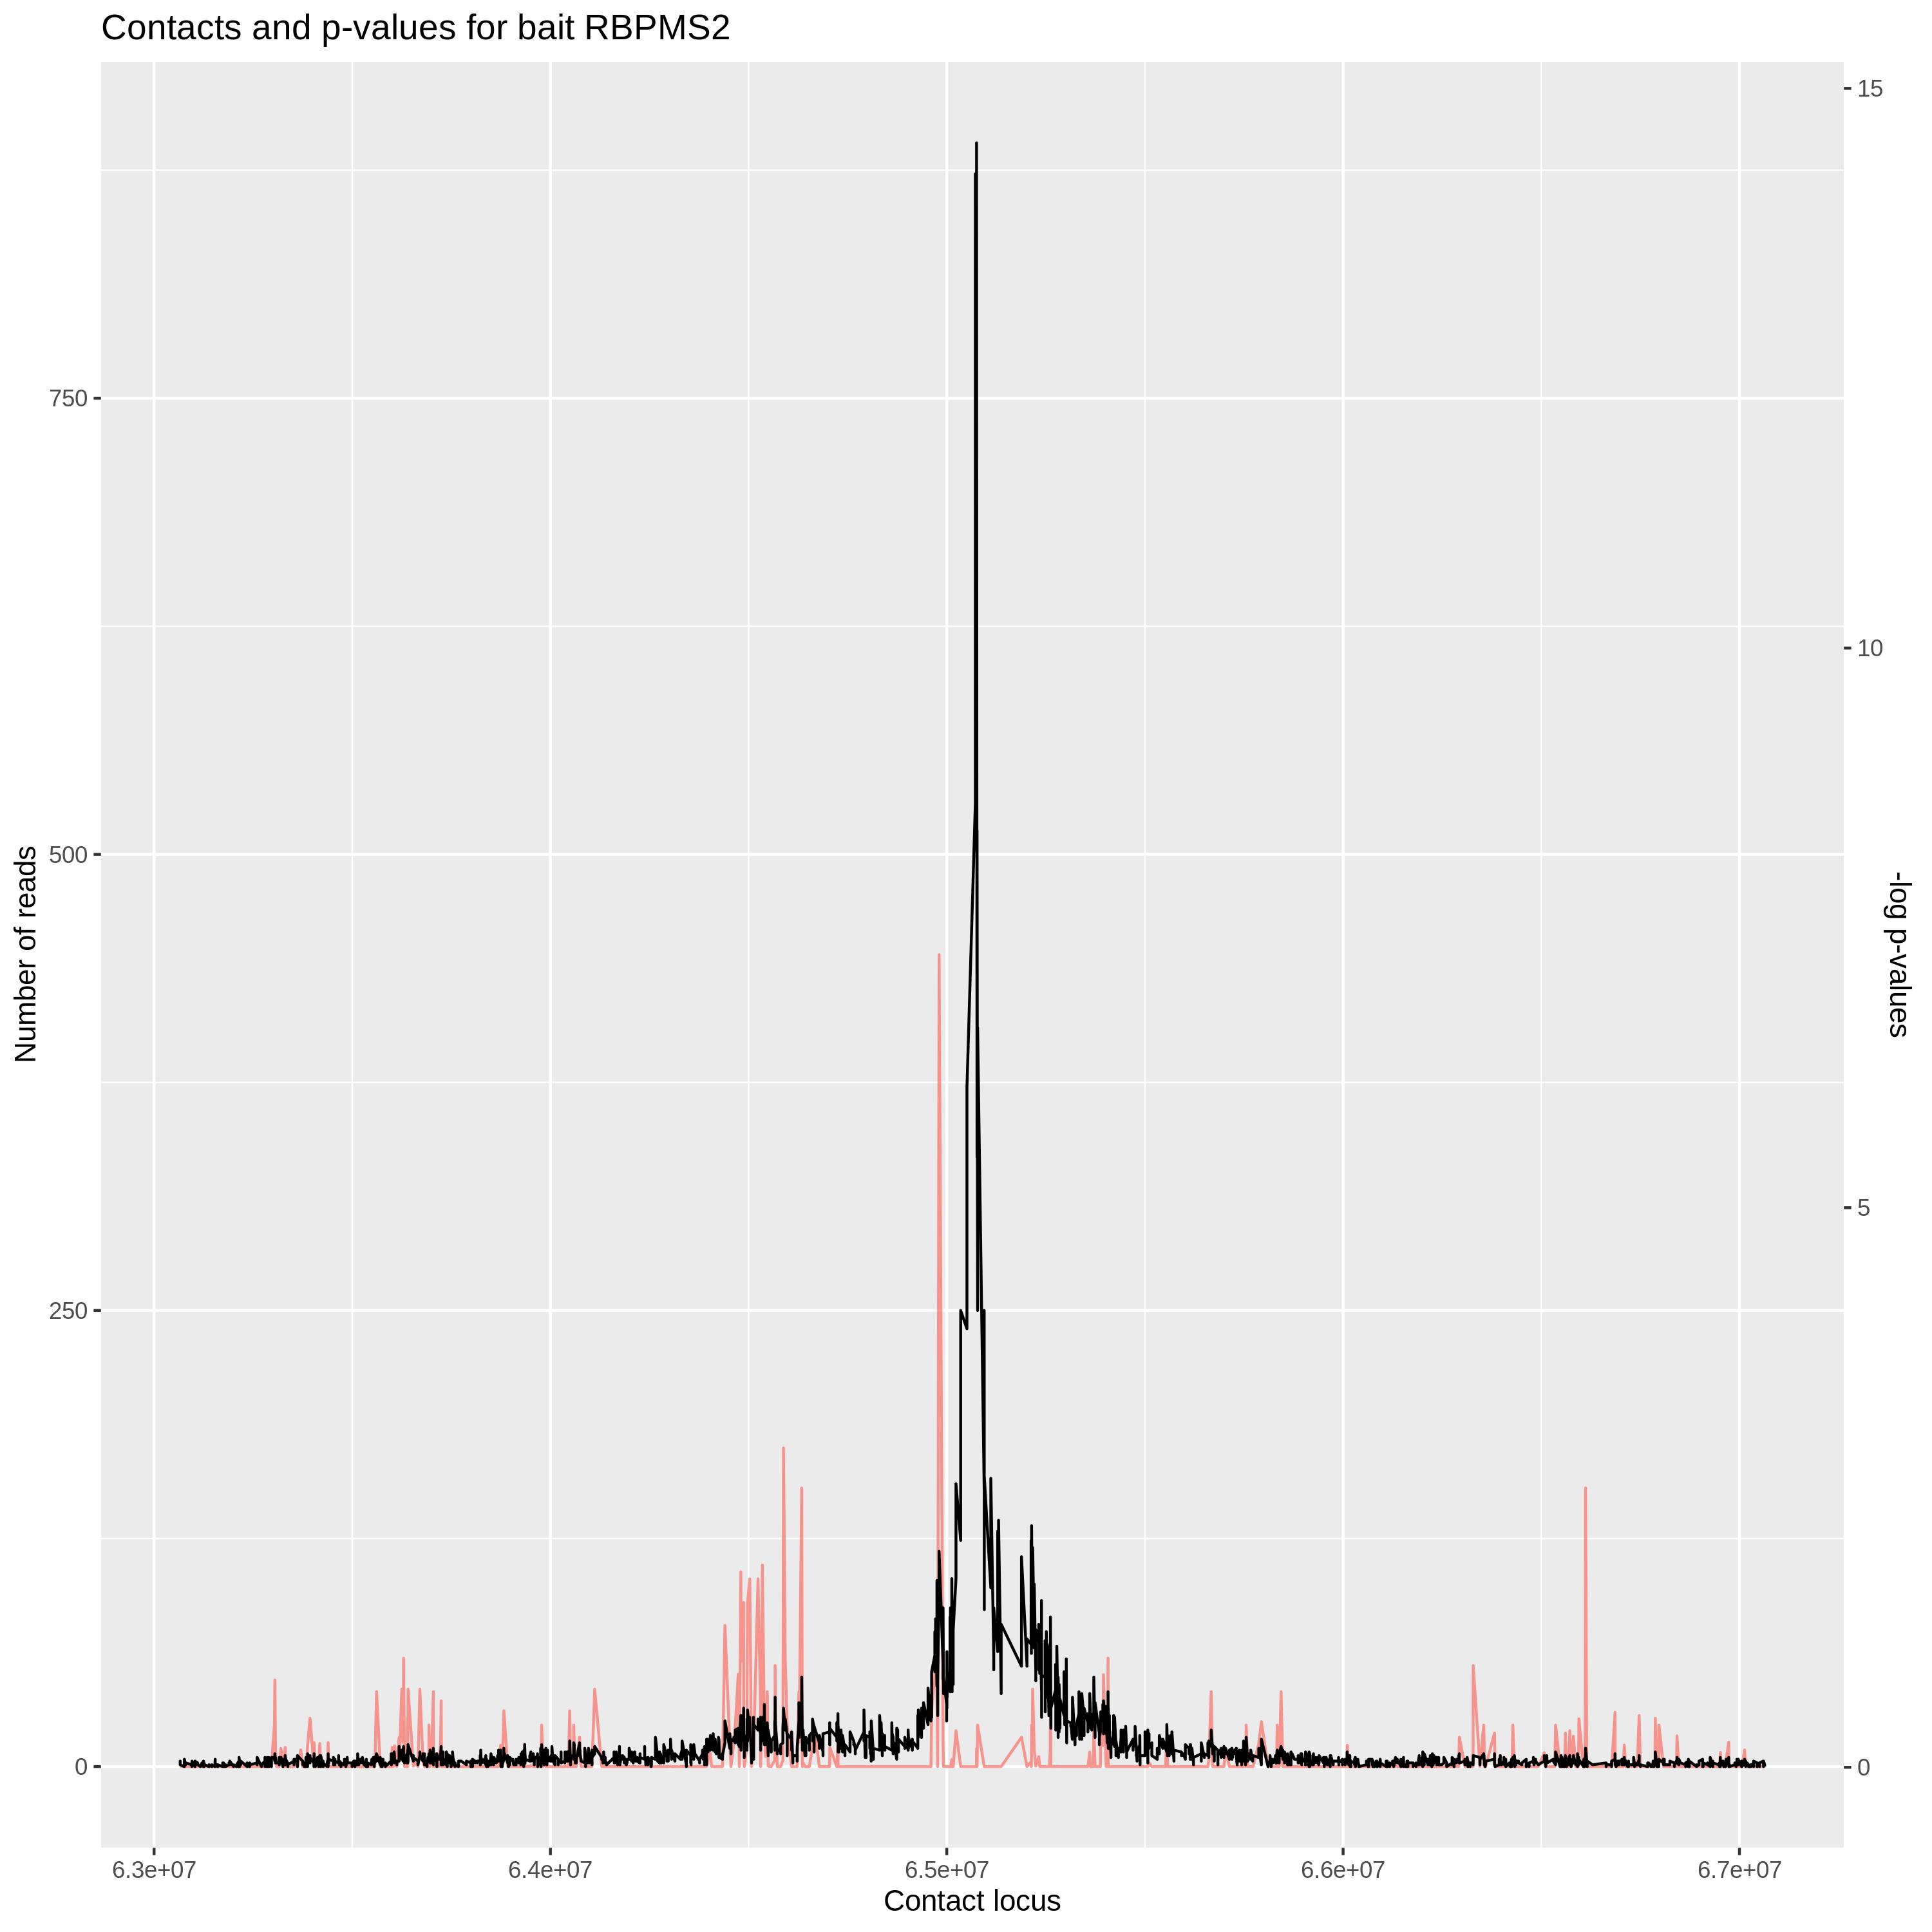 Contacts and p-values for bait RBPMS2
15
10
5
0
750
500
250
0
Number of reads
-log p-values
6.3e+07
6.4e+07
6.5e+07
6.6e+07
6.7e+07
Contact locus